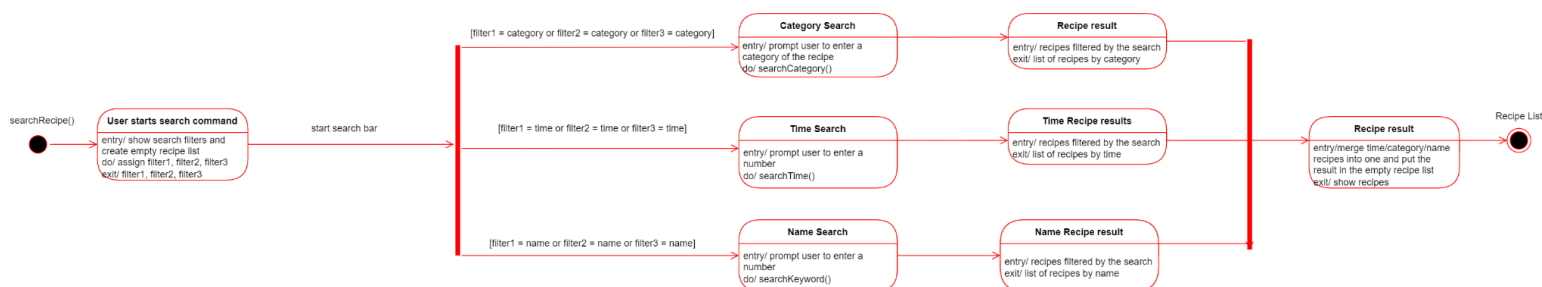 searchRecipe()
User starts search command
entry/ show search filters and
create empty recipe list
do/ assign filter1, filter2, filter3
exit/ filter1, filter2, filter3
start search bar
[filter1 = category or filter2 = category or filter3 = category]
Category Search
entry/ prompt user to enter a
category of the recipe
do/ searchCategory()
Recipe result
entry/ recipes filtered by the search
exit/ list of recipes by category
[filter1 = time or filter2 = time or filter3 = time]
Time Search
entry/ prompt user to enter a
number
do/ searchTime()
Time Recipe results
entry/ recipes filtered by the search
exit/ list of recipes by time
[filter1 = name or filter2 = name or filter3 = name]
Name Search
entry/ prompt user to enter a
number
do/ searchKeyword()
Name Recipe result
entry/ recipes filtered by the search
exit/ list of recipes by name
Recipe result
entry/merge time/category/name
recipes into one and put the
result in the empty recipe list
exit/ show recipes
Recipe List